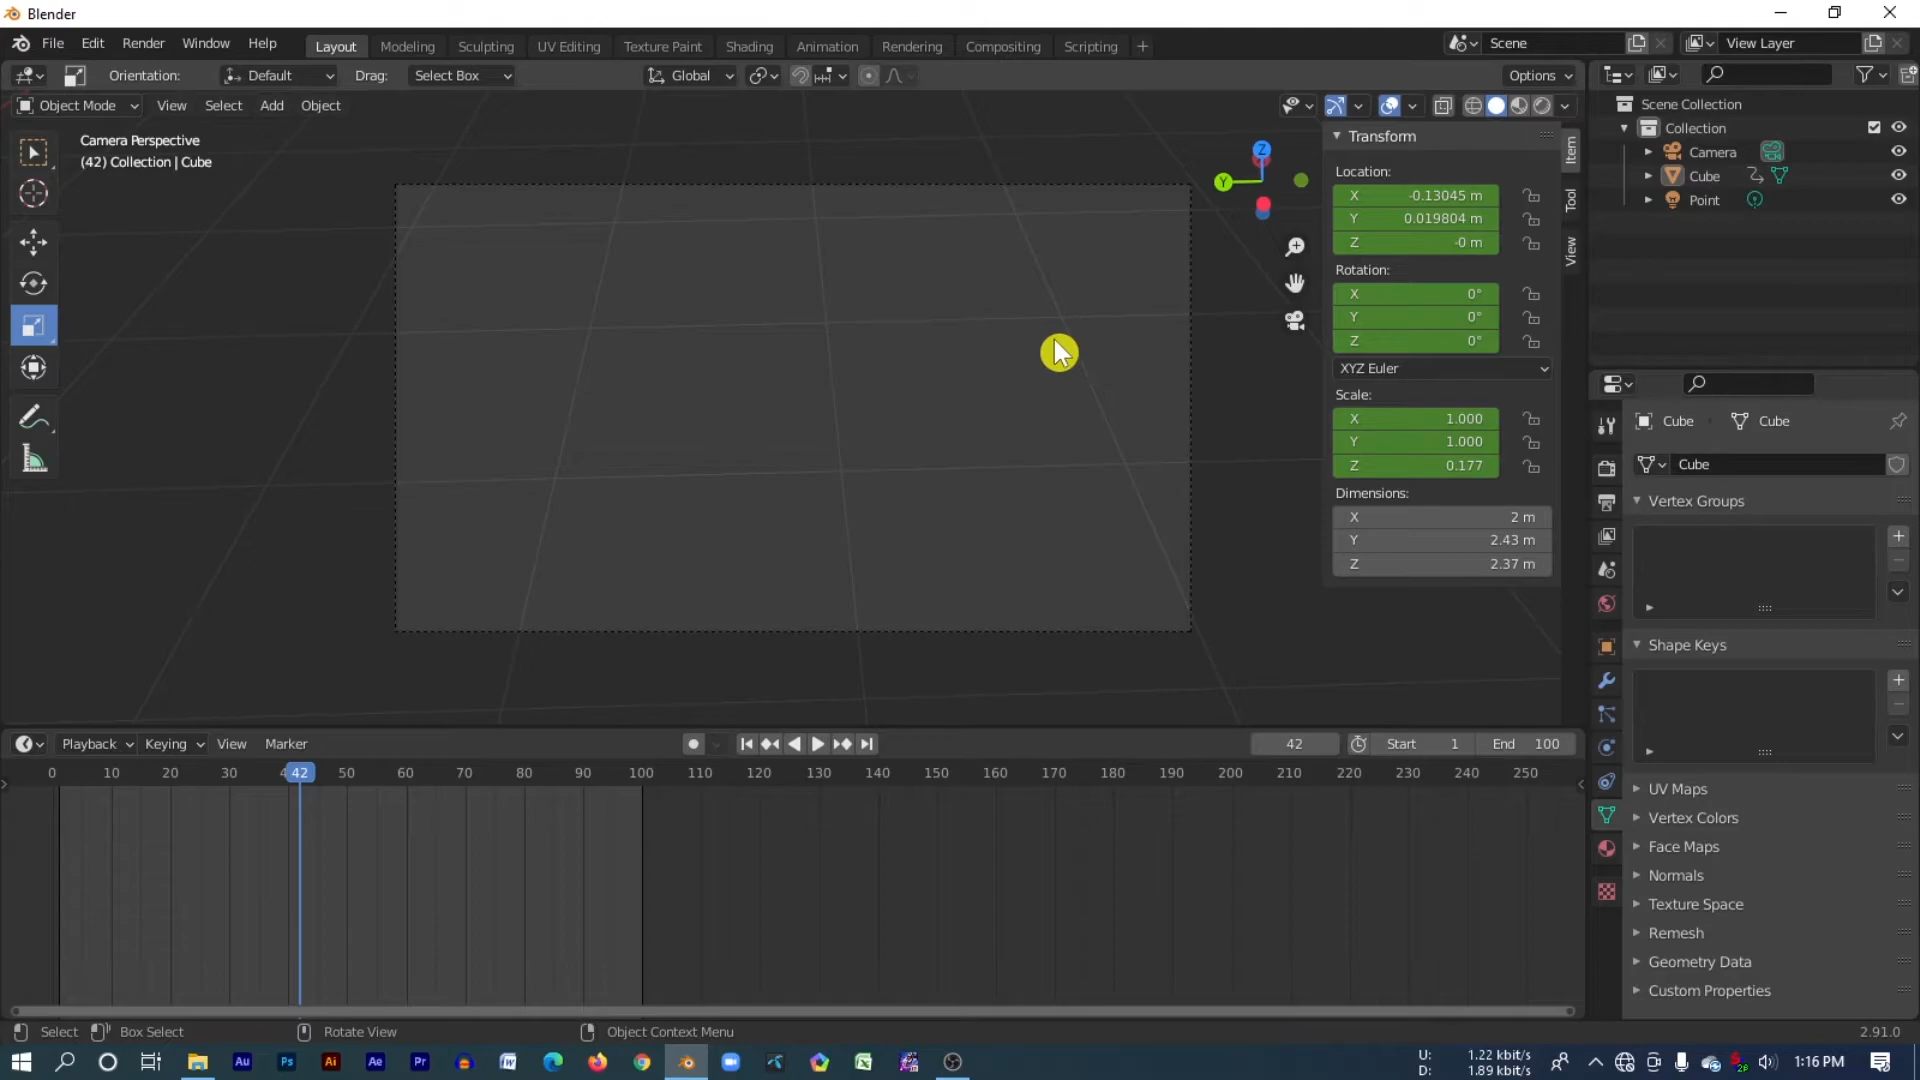 Blender
File Edit Render Window Help Layout Modeling Sculpting UV Editing Texture Paint Shading Animation Rendering Compositing Scripting + Scene View Layer
Orientation: Default Drag: Select Box Global Options
Object Mode View Select Add Object
Camera Perspective
(42) Collection | Cube
Z
Y
Transform
Location:
X -0.13045 m
Y 0.019804 m
Z -0 m
Rotation:
X 0°
Y 0°
Z 0°
XYZ Euler
Scale:
X 1.000
Y 1.000
Z 0.177
Dimensions:
X 2 m
Y 2.43 m
Z 2.37 m
Item
Tool
View
Scene Collection
Collection
Camera
Cube
Point
Cube Cube
Cube
Vertex Groups
Shape Keys
UV Maps
Vertex Colors
Face Maps
Normals
Texture Space
Remesh
Geometry Data
Custom Properties
Playback Keying View Marker 42 Start 1 End 100
0 10 20 30 42 50 60 70 80 90 100 110 120 130 140 150 160 170 180 190 200 210 220 230 240 250
Select Box Select Rotate View Object Context Menu 2.91.0
Au Ps Ai Ae Pr
U: 1.22 kbit/s
D: 1.89 kbit/s
1:16 PM